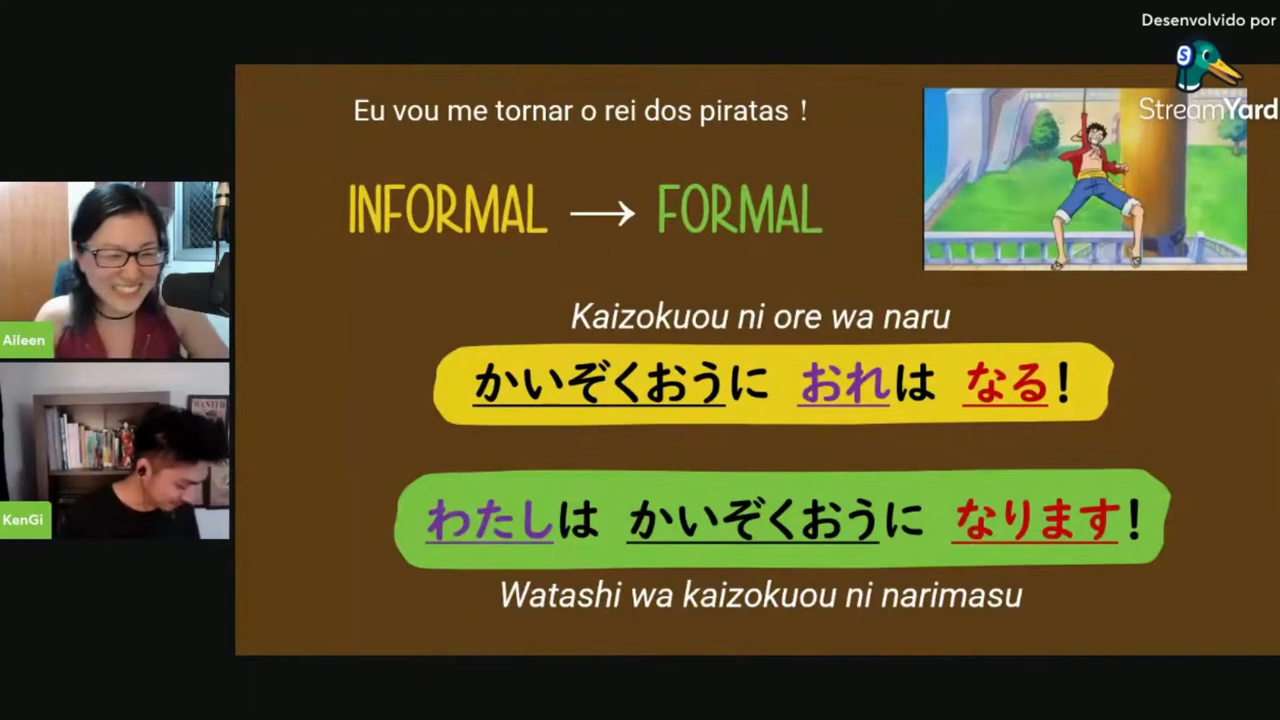 Desenvolvido por
S
StreamYard
Eu vou me tornar o rei dos piratas！
INFORMAL → FORMAL
Kaizokuou ni ore wa naru
かいぞくおうに おれは なる！
わたしは かいぞくおうに なります！
Watashi wa kaizokuou ni narimasu
Aileen
WANTED
KenGi